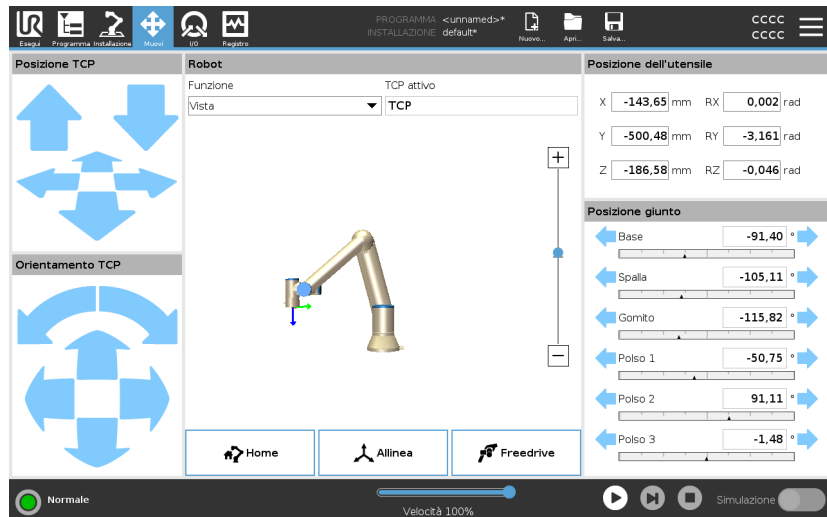 PROGRAMMA <unnamed>*
INSTALLAZIONE default*
Esegui Programma Installazione Muovi I/O Registro Nuovo... Apri... Salva...
cccc
cccc
Posizione TCP
Orientamento TCP
Robot
Funzione TCP attivo
Vista TCP
Home Allinea Freedrive
Posizione dell'utensile
X -143,65 mm RX 0,002 rad
Y -500,48 mm RY -3,161 rad
Z -186,58 mm RZ -0,046 rad
Posizione giunto
Base -91,40 °
Spalla -105,11 °
Gomito -115,82 °
Polso 1 -50,75 °
Polso 2 91,11 °
Polso 3 -1,48 °
Normale
Velocità 100%
Simulazione